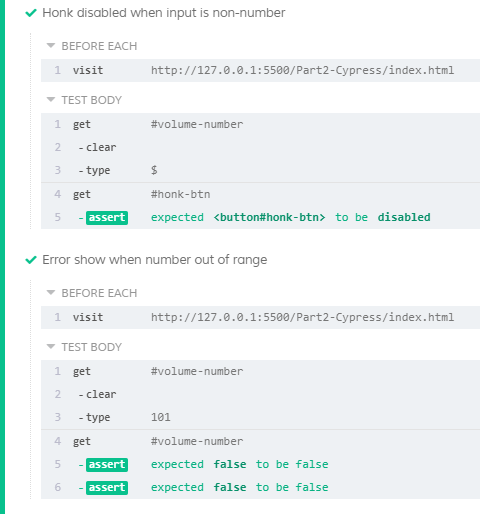 Honk disabled when input is non-number
BEFORE EACH
1 visit http://127.0.0.1:5500/Part2-Cypress/index.html
TEST BODY
1 get #volume-number
2 -clear
3 -type $
4 get #honk-btn
5 -assert expected <button#honk-btn> to be disabled
Error show when number out of range
BEFORE EACH
1 visit http://127.0.0.1:5500/Part2-Cypress/index.html
TEST BODY
1 get #volume-number
2 -clear
3 -type 101
4 get #volume-number
5 -assert expected false to be false
6 -assert expected false to be false